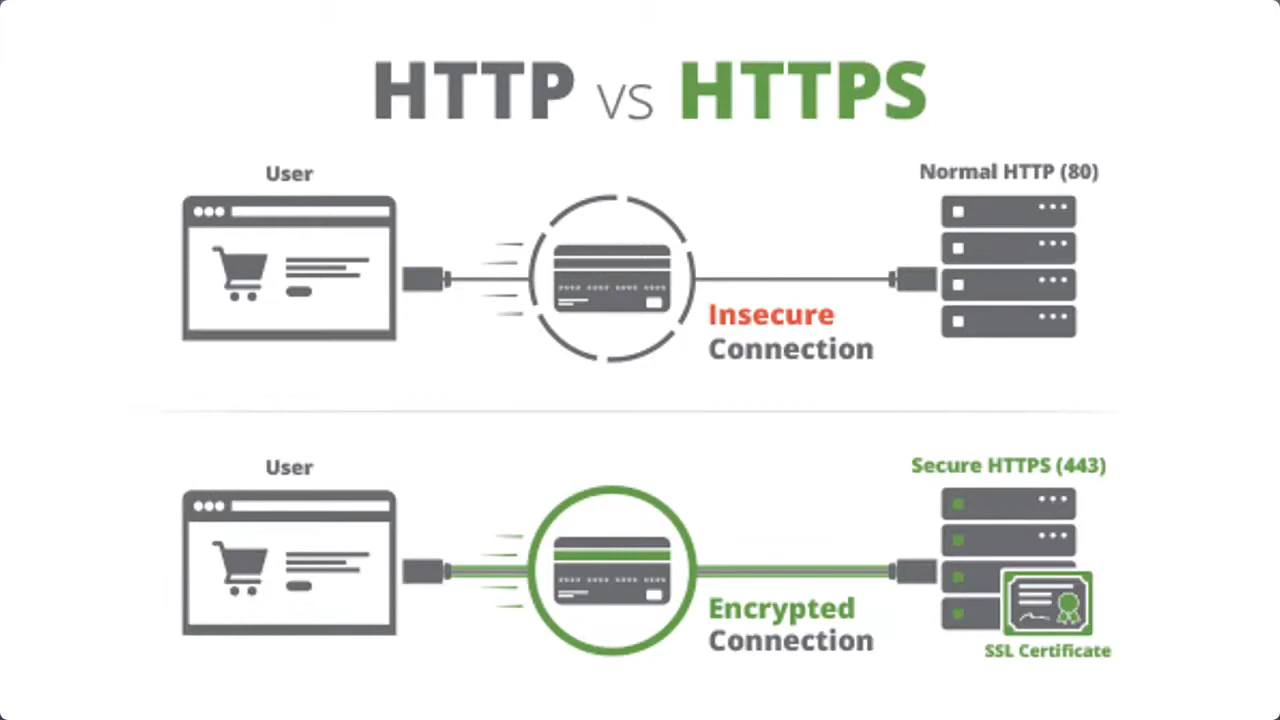 HTTP vs HTTPS
User
Normal HTTP (80)
Insecure
Connection
User
Secure HTTPS (443)
Encrypted
Connection
SSL Certificate